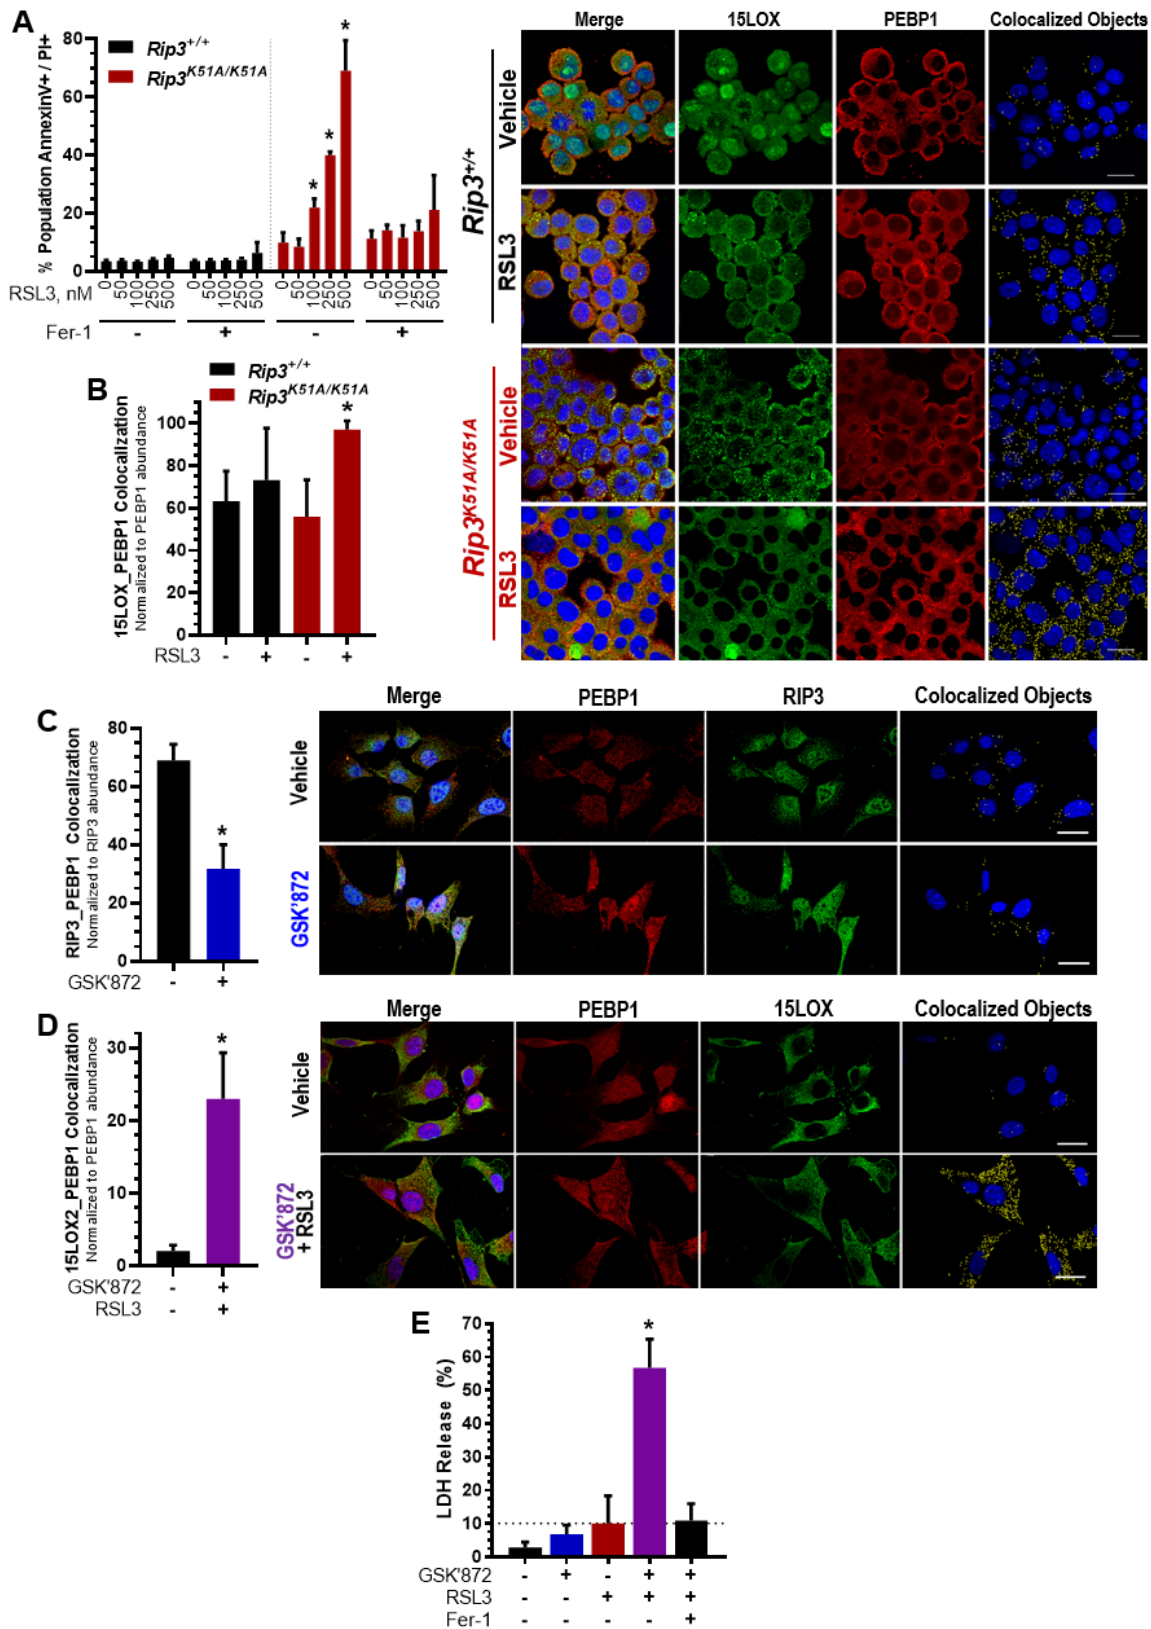 A
% Population AnnexinV+ / PI+
80
60
40
20
0
Rip3+/+
Rip3K51A/K51A
*
*
*
RSL3, nM
0 50 100 250 500 0 50 100 250 500 0 50 100 250 500 0 50 100 250 500
Fer-1 - + - +
Merge 15LOX PEBP1 Colocalized Objects
Rip3+/+
Vehicle
RSL3
Rip3K51A/K51A
Vehicle
RSL3
B
15LOX_PEBP1 Colocalization
Normalized to PEBP1 abundance
Rip3+/+
Rip3K51A/K51A
100
80
60
40
20
0
*
RSL3 - + - +
C
RIP3_PEBP1 Colocalization
Normalized to RIP3 abundance
80
60
40
20
0
*
GSK'872 - +
Merge PEBP1 RIP3 Colocalized Objects
Vehicle
GSK'872
D
15LOX2_PEBP1 Colocalization
Normalized to PEBP1 abundance
30
20
10
0
*
GSK'872 - +
RSL3 - +
Merge PEBP1 15LOX Colocalized Objects
Vehicle
GSK'872
+ RSL3
E
LDH Release (%)
70
60
50
40
30
20
10
0
*
GSK'872 - + - + +
RSL3 - - + + +
Fer-1 - - - - +